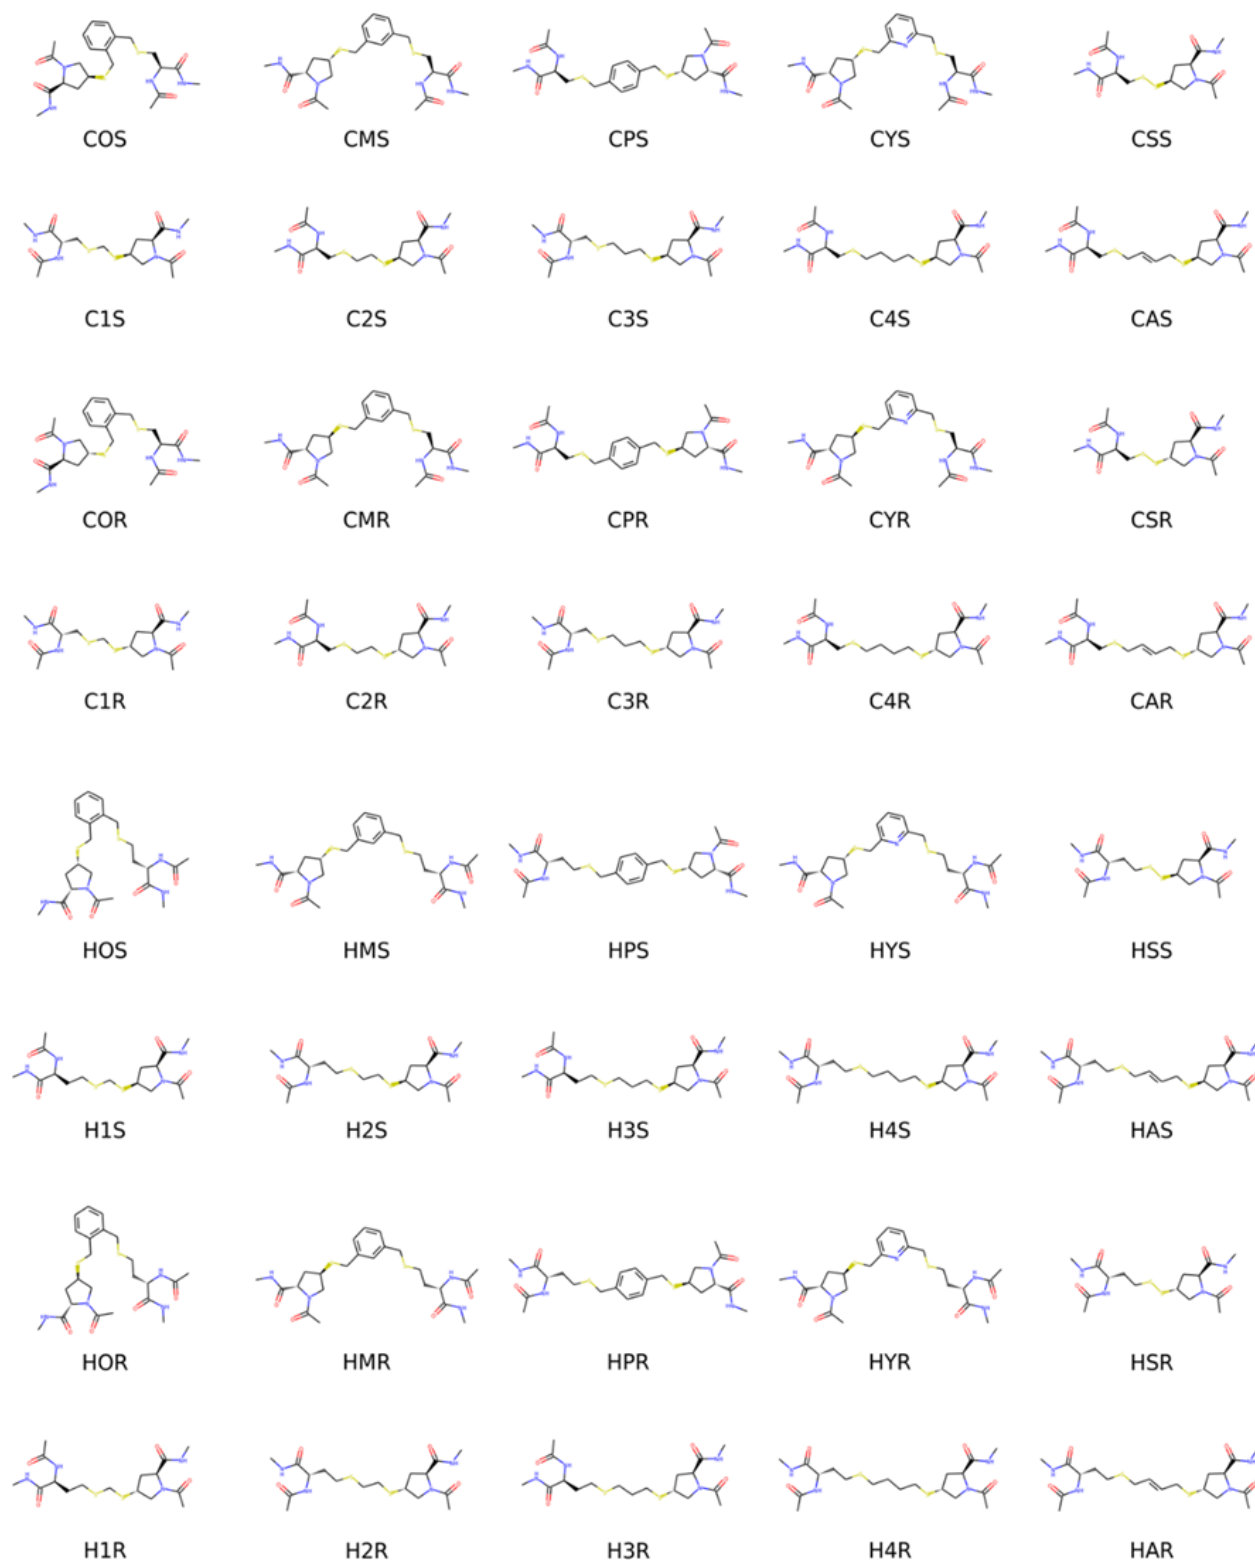 COS CMS CPS CYS CSS
C1S C2S C3S C4S CAS
COR CMR CPR CYR CSR
C1R C2R C3R C4R CAR
HOS HMS HPS HYS HSS
H1S H2S H3S H4S HAS
HOR HMR HPR HYR HSR
H1R H2R H3R H4R HAR